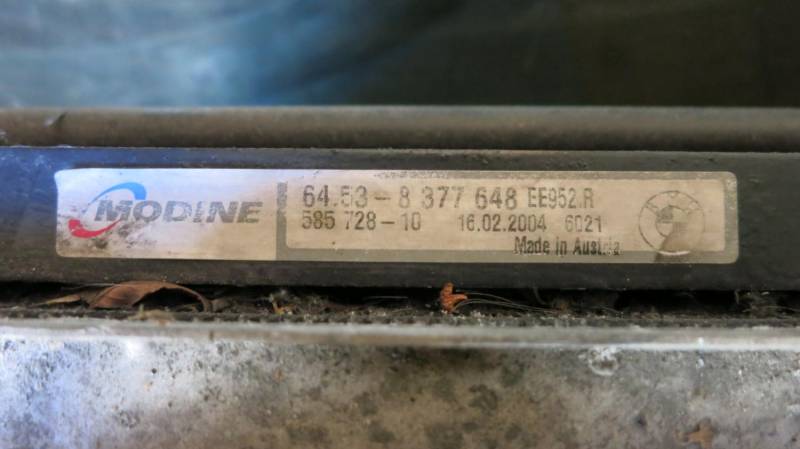 MODINE
64.53-8 377 648 EE952.R
585 728-10 16.02.2004 6021
Made in Austria